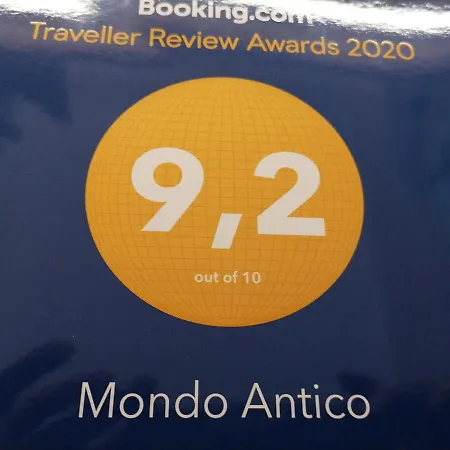 Booking.com
Traveller Review Awards 2020
9,2
out of 10
Mondo Antico